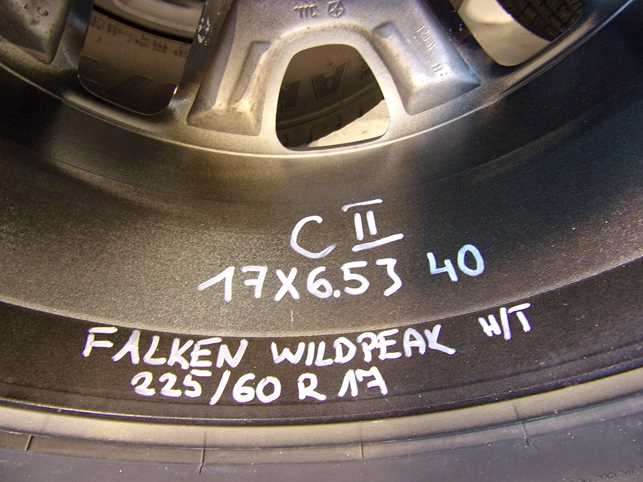 C II
17X6.53 40
FALKEN WILDPEAK H/T
225/60 R 17